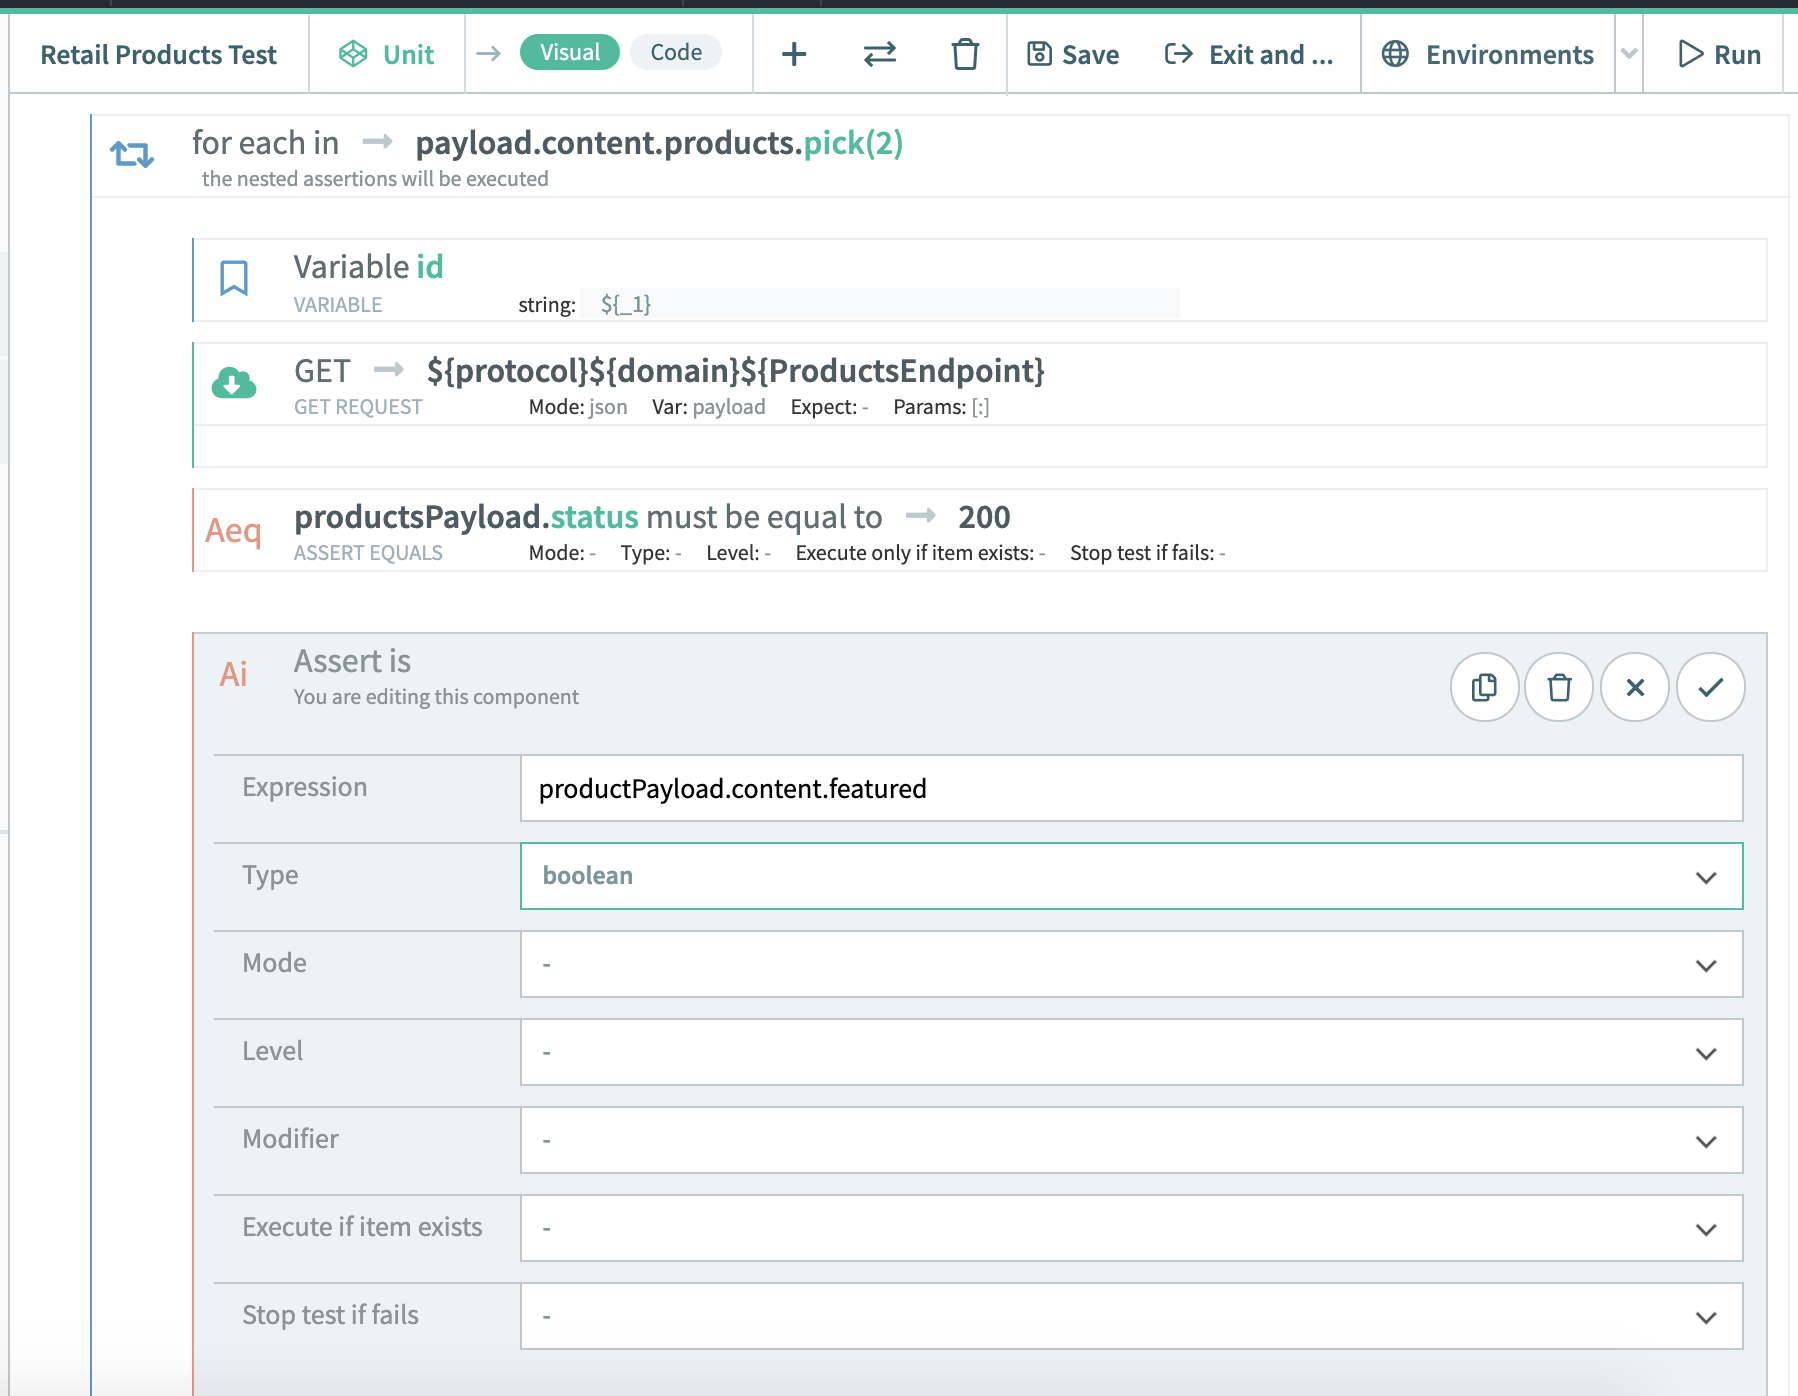 Retail Products Test Unit Visual Code Save Exit and ... Environments Run
for each in payload.content.products.pick(2)
the nested assertions will be executed
Variable id
VARIABLE string: ${_1}
GET ${protocol}${domain}${ProductsEndpoint}
GET REQUEST Mode: json Var: payload Expect: - Params: [:]
Aeq productsPayload.status must be equal to 200
ASSERT EQUALS Mode: - Type: - Level: - Execute only if item exists: - Stop test if fails: -
Ai Assert is
You are editing this component
Expression productPayload.content.featured
Type boolean
Mode -
Level -
Modifier -
Execute if item exists -
Stop test if fails -